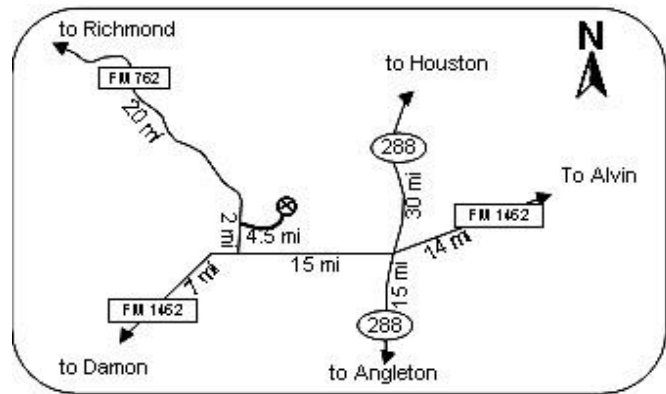 to Richmond
N
FM 762
to Houston
20 mi
288
To Alvin
30 mi
FM 1462
2 mi
4.5 mi
14 mi
15 mi
7 mi
15 mi
FM 1462
288
to Damon
to Angleton